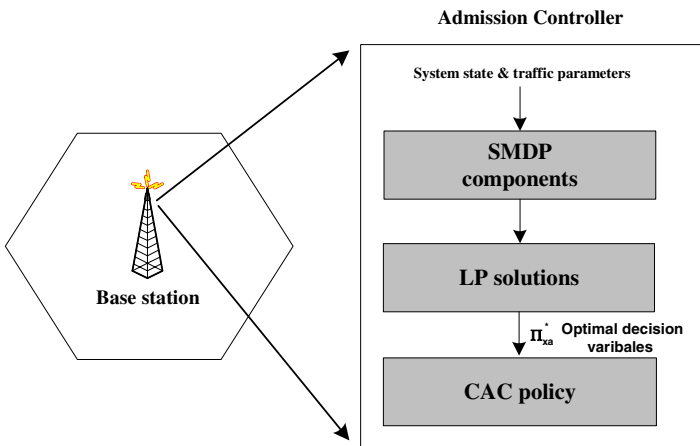 Admission Controller
System state & traffic parameters
SMDP
components
LP solutions
Π*xa Optimal decision
varibales
CAC policy
Base station